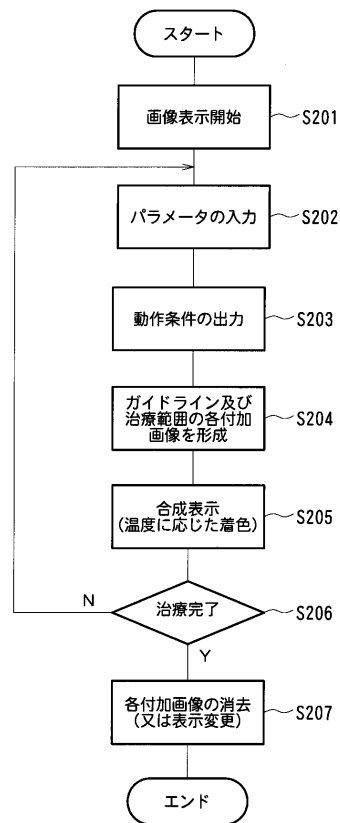 スタート
画像表示開始
S201
パラメータの入力
S202
動作条件の出力
S203
ガイドライン及び
治療範囲の各付加
画像を形成
S204
合成表示
(温度に応じた着色)
S205
治療完了
S206
N
Y
各付加画像の消去
(又は表示変更)
S207
エンド